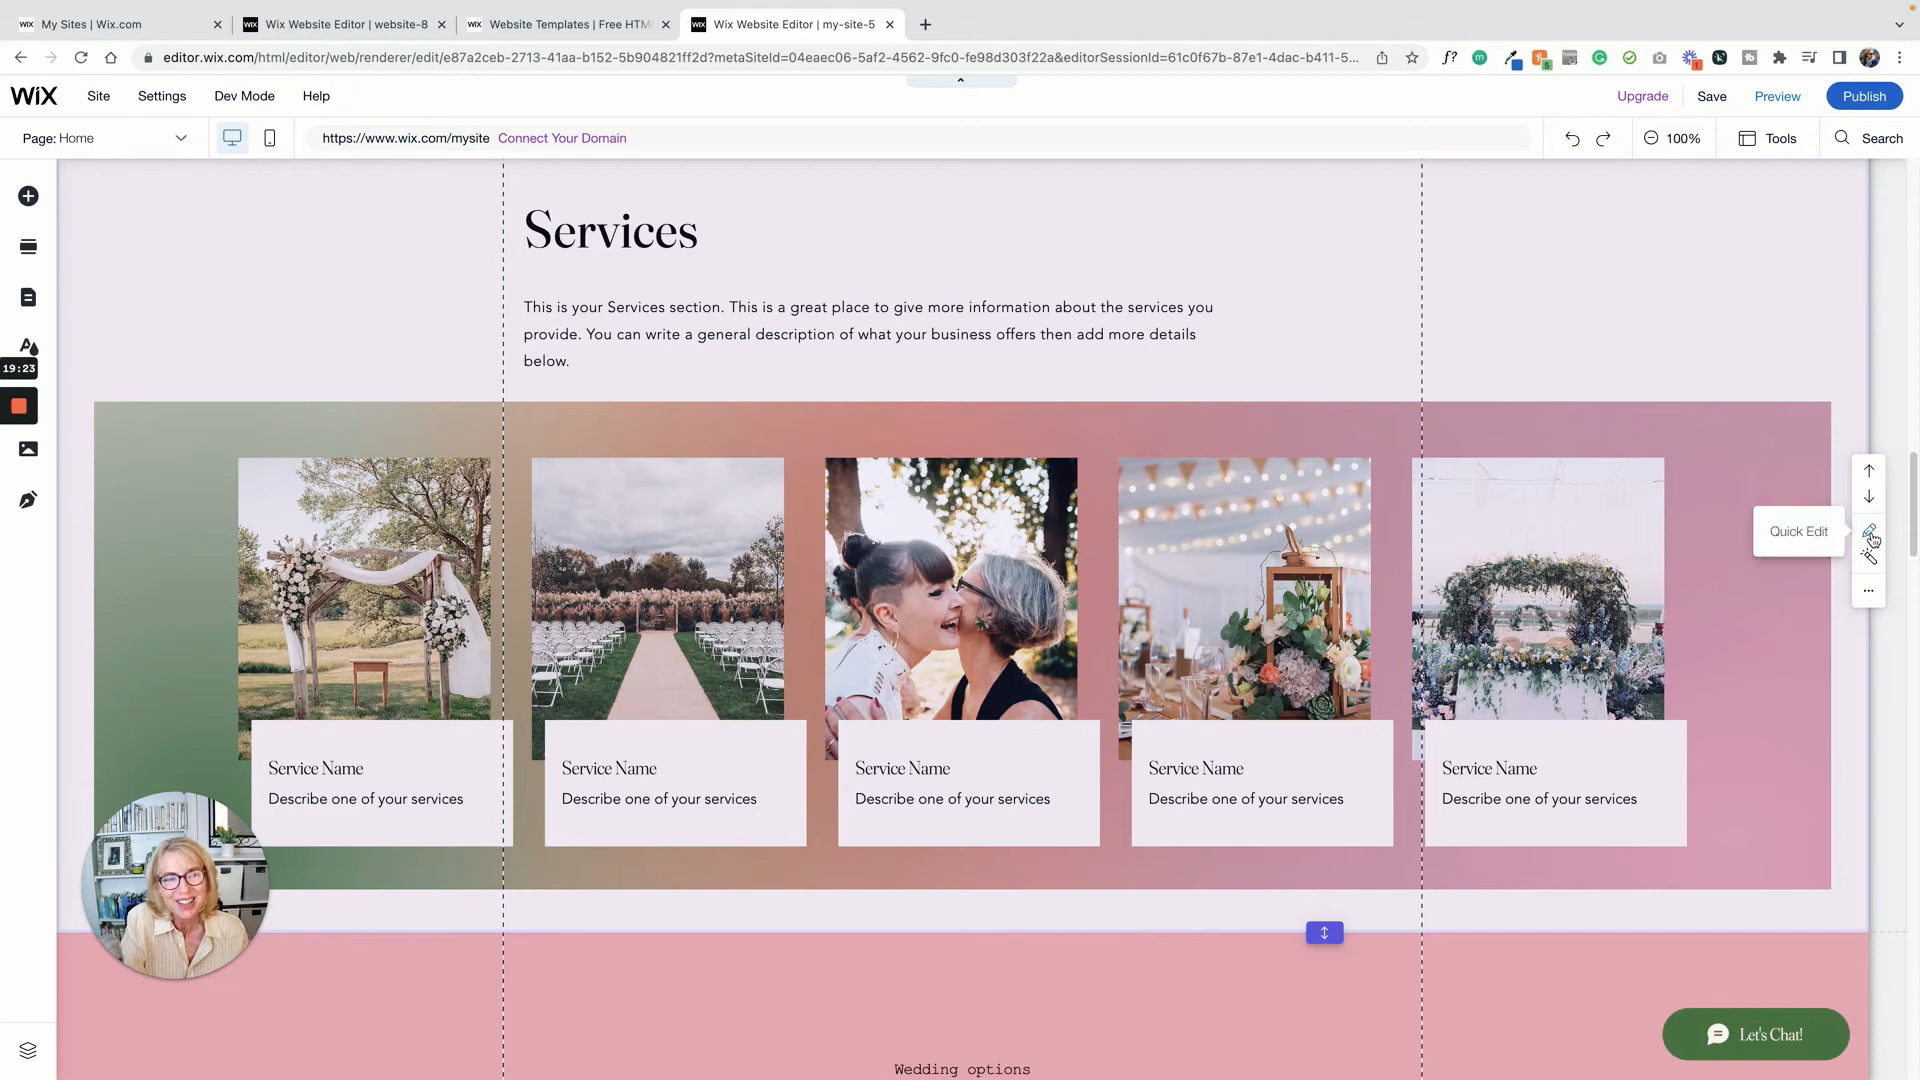 My Sites | Wix.com
Wix Website Editor | website-8
Website Templates | Free HTM
Wix Website Editor | my-site-5
editor.wix.com/html/editor/web/renderer/edit/e87a2ceb-2713-41aa-b152-5b904821ff2d?metaSiteId=04eaec06-5af2-4562-9fc0-fe98d303f22a&editorSessionId=61c0f67b-87e1-4dac-b411-5...
WIX
Site
Settings
Dev Mode
Help
Upgrade
Save
Preview
Publish
Page: Home
https://www.wix.com/mysite Connect Your Domain
100%
Tools
Search
19:23
Services
This is your Services section. This is a great place to give more information about the services you
provide. You can write a general description of what your business offers then add more details
below.
Quick Edit
Service Name
Describe one of your services
Service Name
Describe one of your services
Service Name
Describe one of your services
Service Name
Describe one of your services
Service Name
Describe one of your services
Let's Chat!
Wedding options